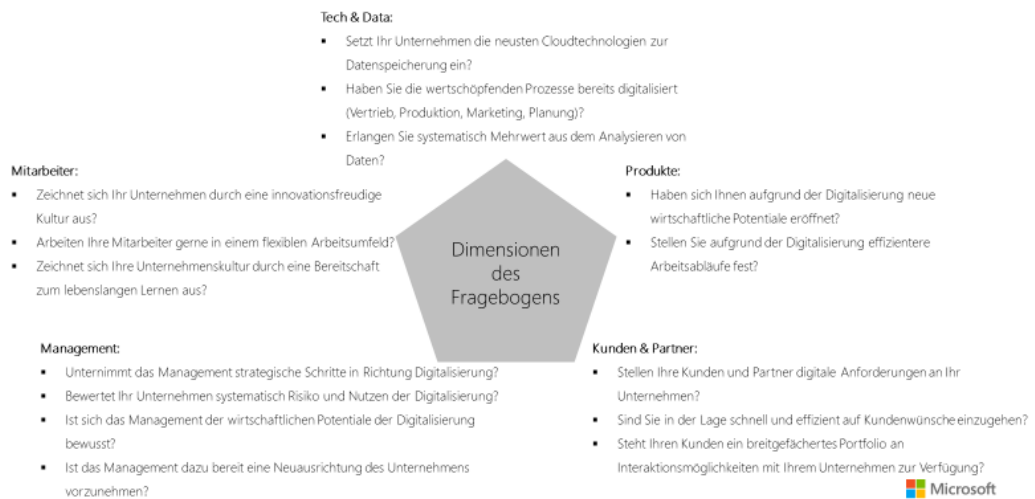 Tech & Data:
▪ Setzt Ihr Unternehmen die neusten Cloudtechnologien zur
Datenspeicherung ein?
▪ Haben Sie die wertschöpfenden Prozesse bereits digitalisiert
(Vertrieb, Produktion, Marketing, Planung)?
▪ Erlangen Sie systematisch Mehrwert aus dem Analysieren von
Daten?
Mitarbeiter:
▪ Zeichnet sich Ihr Unternehmen durch eine innovationsfreudige
Kultur aus?
▪ Arbeiten Ihre Mitarbeiter gerne in einem flexiblen Arbeitsumfeld?
▪ Zeichnet sich Ihre Unternehmenskultur durch eine Bereitschaft
zum lebenslangen Lernen aus?
Produkte:
▪ Haben sich Ihnen aufgrund der Digitalisierung neue
wirtschaftliche Potentiale eröffnet?
▪ Stellen Sie aufgrund der Digitalisierung effizientere
Arbeitsabläufe fest?
Dimensionen
des
Fragebogens
Management:
▪ Unternimmt das Management strategische Schritte in Richtung Digitalisierung?
▪ Bewertet Ihr Unternehmen systematisch Risiko und Nutzen der Digitalisierung?
▪ Ist sich das Management der wirtschaftlichen Potentiale der Digitalisierung
bewusst?
▪ Ist das Management dazu bereit eine Neuausrichtung des Unternehmens
vorzunehmen?
Kunden & Partner:
▪ Stellen Ihre Kunden und Partner digitale Anforderungen an Ihr
Unternehmen?
▪ Sind Sie in der Lage schnell und effizient auf Kundenwünsche einzugehen?
▪ Steht Ihren Kunden ein breitgefächertes Portfolio an
Interaktionsmöglichkeiten mit Ihrem Unternehmen zur Verfügung?
Microsoft